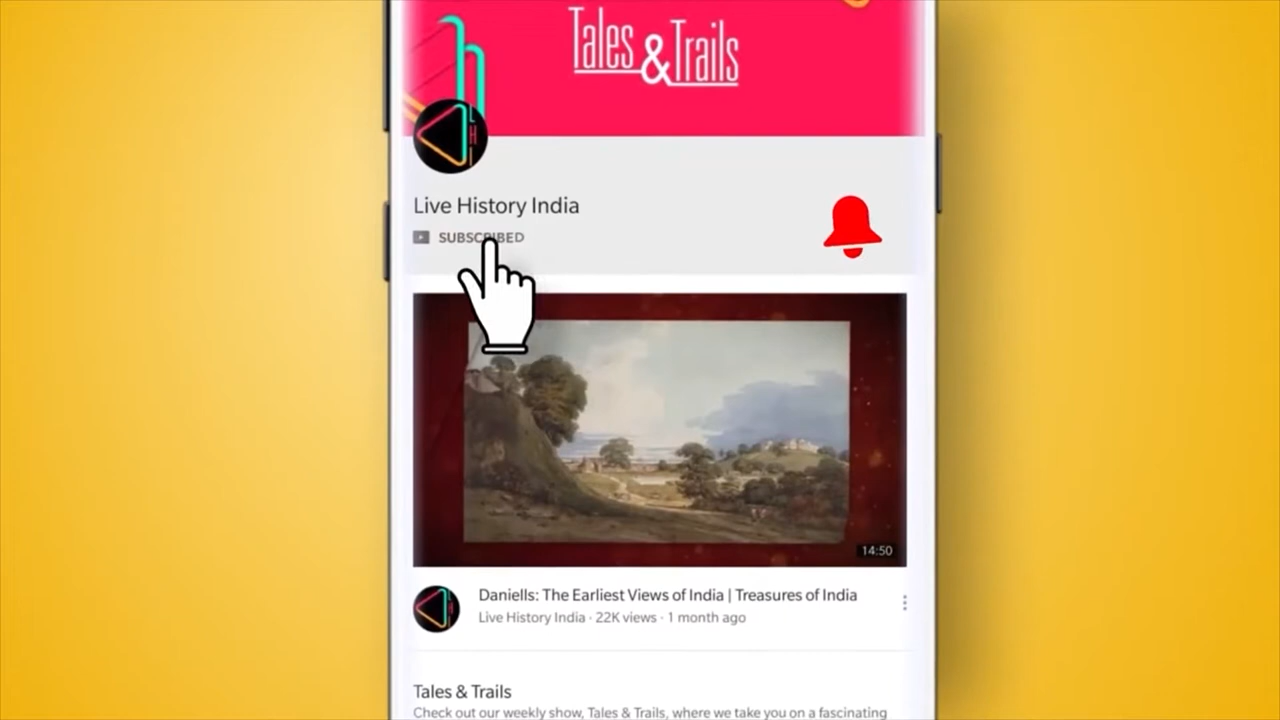 Tales & Trails
Live History India
SUBSCRIBED
14:50
Daniells: The Earliest Views of India | Treasures of India
Live History India · 22K views · 1 month ago
Tales & Trails
Check out our weekly show, Tales & Trails, where we take you on a fascinating